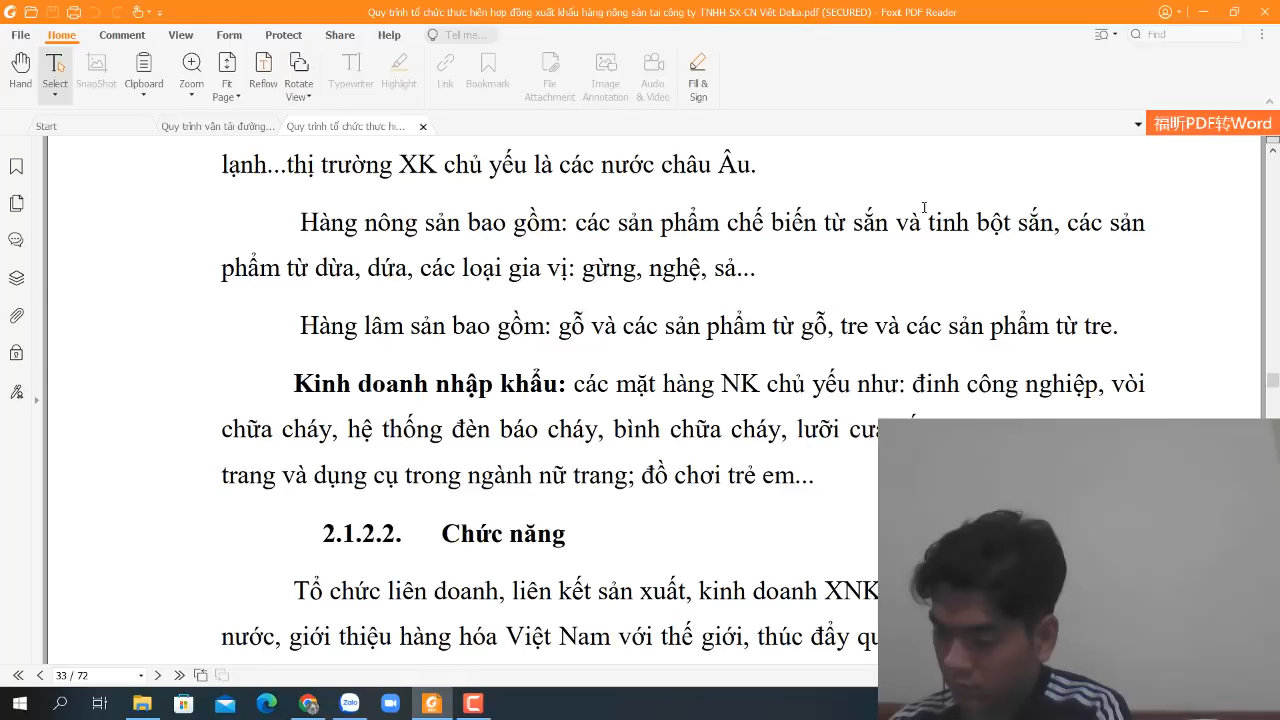 Quy trình tổ chức thực hiên hợp đồng xuất khẩu hàng nông sản tai công ty TNHH SX-CN Viêt Delta.pdf (SECURED) - Foxit PDF Reader
File Home Comment View Form Protect Share Help Tell me... Find
Hand Select SnapShot Clipboard Zoom Fit Page Reflow Rotate View Typewriter Highlight Link Bookmark File Attachment Image Annotation Audio & Video Fill & Sign
Start Quy trình vận tải đường... Quy trình tổ chức thực hi... 福昕PDF转Word
lạnh...thị trường XK chủ yếu là các nước châu Âu.
Hàng nông sản bao gồm: các sản phẩm chế biến từ sắn và tinh bột sắn, các sản
phẩm từ dừa, dứa, các loại gia vị: gừng, nghệ, sả...
Hàng lâm sản bao gồm: gỗ và các sản phẩm từ gỗ, tre và các sản phẩm từ tre.
Kinh doanh nhập khẩu: các mặt hàng NK chủ yếu như: đinh công nghiệp, vòi
chữa cháy, hệ thống đèn báo cháy, bình chữa cháy, lưỡi cưa
trang và dụng cụ trong ngành nữ trang; đồ chơi trẻ em...
2.1.2.2. Chức năng
Tổ chức liên doanh, liên kết sản xuất, kinh doanh XNK
nước, giới thiệu hàng hóa Việt Nam với thế giới, thúc đẩy
33 / 72
Zalo